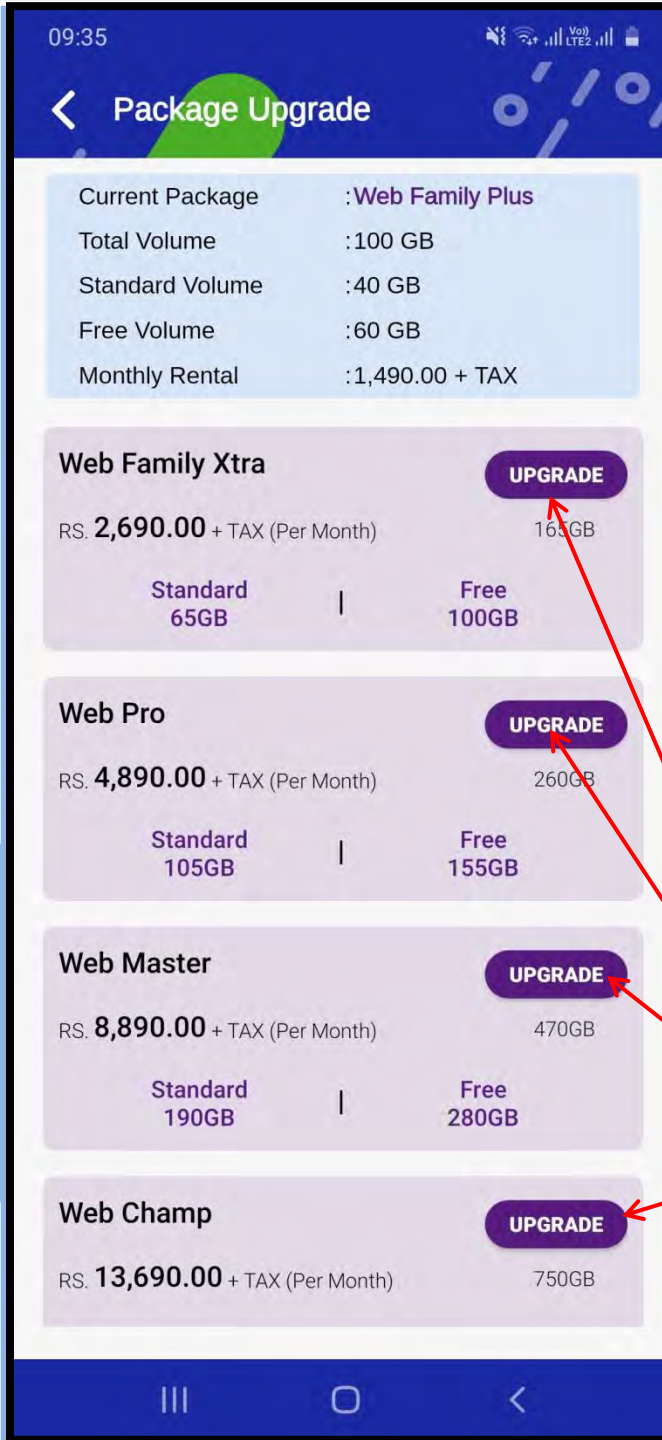 09:35
Vo))
LTE2
Package Upgrade
Current Package :Web Family Plus
Total Volume :100 GB
Standard Volume :40 GB
Free Volume :60 GB
Monthly Rental :1,490.00 + TAX
Web Family Xtra UPGRADE
RS. 2,690.00 + TAX (Per Month) 165GB
Standard | Free
65GB 100GB
Web Pro UPGRADE
RS. 4,890.00 + TAX (Per Month) 260GB
Standard | Free
105GB 155GB
Web Master UPGRADE
RS. 8,890.00 + TAX (Per Month) 470GB
Standard | Free
190GB 280GB
Web Champ UPGRADE
RS. 13,690.00 + TAX (Per Month) 750GB